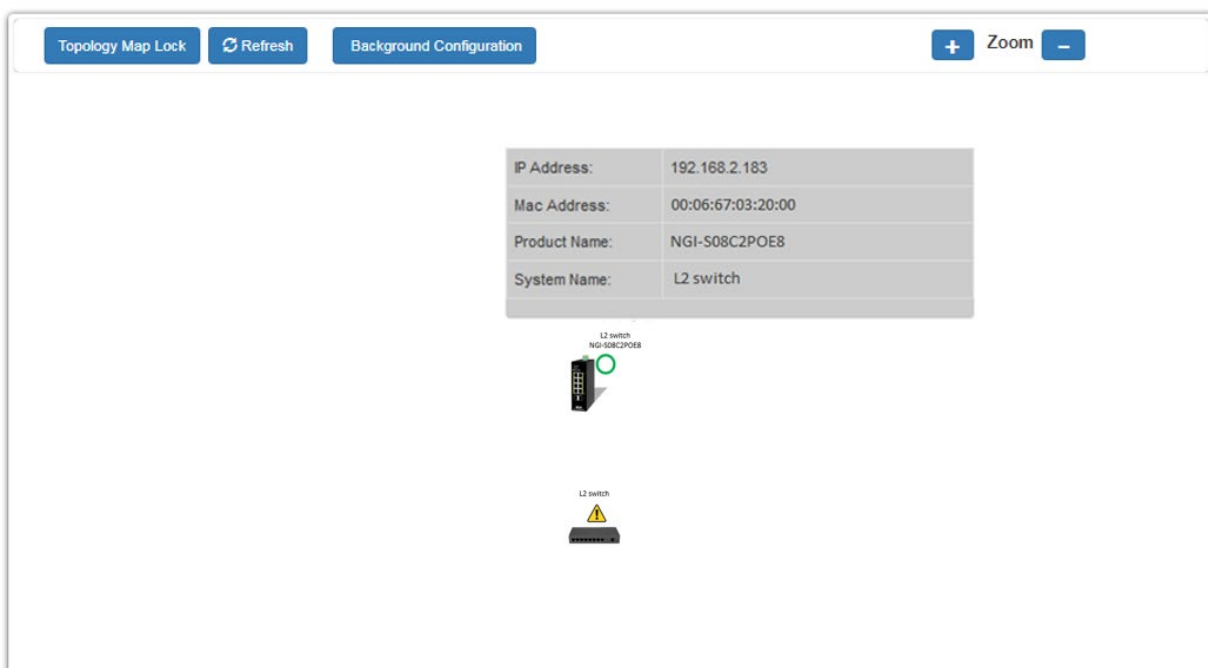 Topology Map Lock Refresh Background Configuration + Zoom –
IP Address: 192.168.2.183
Mac Address: 00:06:67:03:20:00
Product Name: NGI-S08C2POE8
System Name: L2 switch
L2 switch
NGI-S08C2POE8
L2 switch